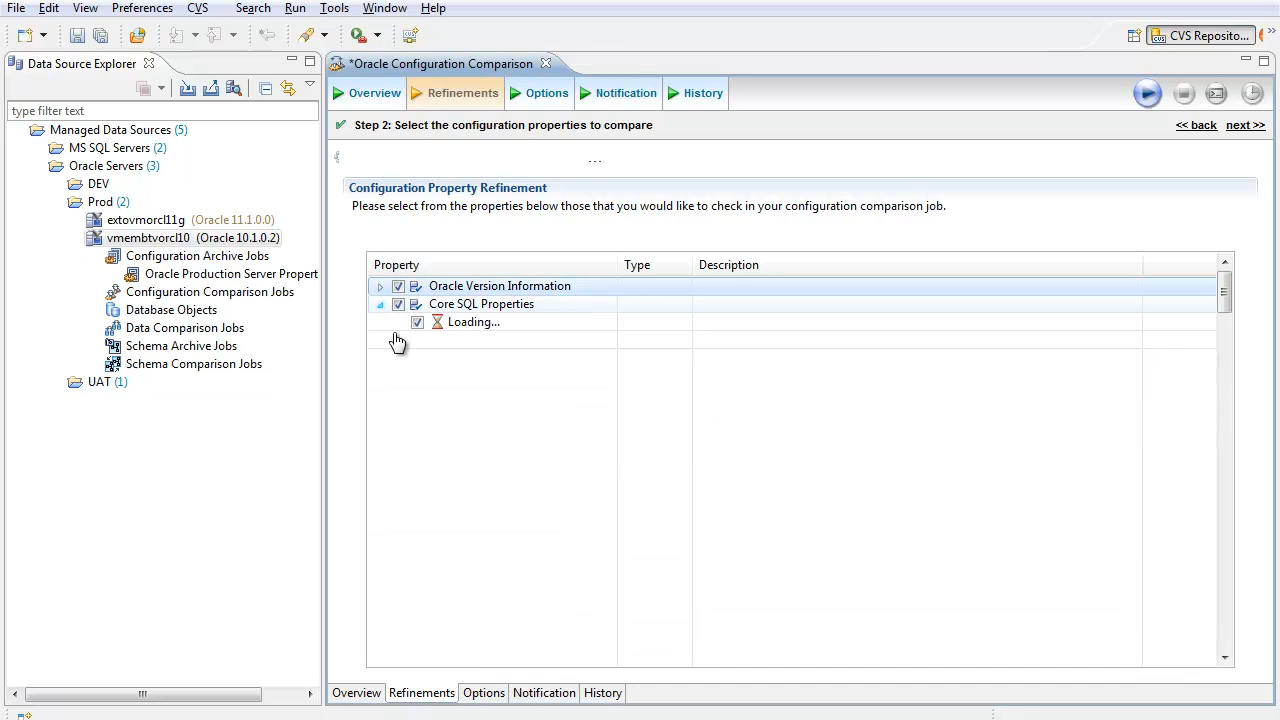 File Edit View Preferences CVS Search Run Tools Window Help
CVS Reposito...
Data Source Explorer
*Oracle Configuration Comparison
Overview Refinements Options Notification History
type filter text
Step 2: Select the configuration properties to compare
<< back next >>
Managed Data Sources (5)
MS SQL Servers (2)
Oracle Servers (3)
DEV
Prod (2)
extovmorcl11g (Oracle 11.1.0.0)
vmembtvorcl10 (Oracle 10.1.0.2)
Configuration Archive Jobs
Oracle Production Server Propert
Configuration Comparison Jobs
Database Objects
Data Comparison Jobs
Schema Archive Jobs
Schema Comparison Jobs
UAT (1)
...
Configuration Property Refinement
Please select from the properties below those that you would like to check in your configuration comparison job.
Property Type Description
Oracle Version Information
Core SQL Properties
Loading...
Overview Refinements Options Notification History